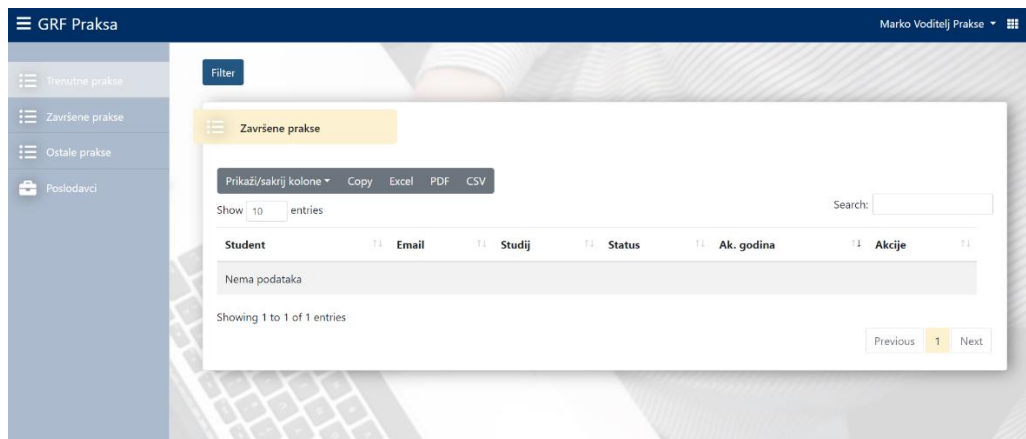 GRF Praksa
Marko Voditelj Prakse
Trenutne prakse
Završene prakse
Ostale prakse
Poslodavci
Filter
Završene prakse
Prikaži/sakrij kolone Copy Excel PDF CSV
Show 10 entries
Search:
Student Email Studij Status Ak. godina Akcije
Nema podataka
Showing 1 to 1 of 1 entries
Previous 1 Next